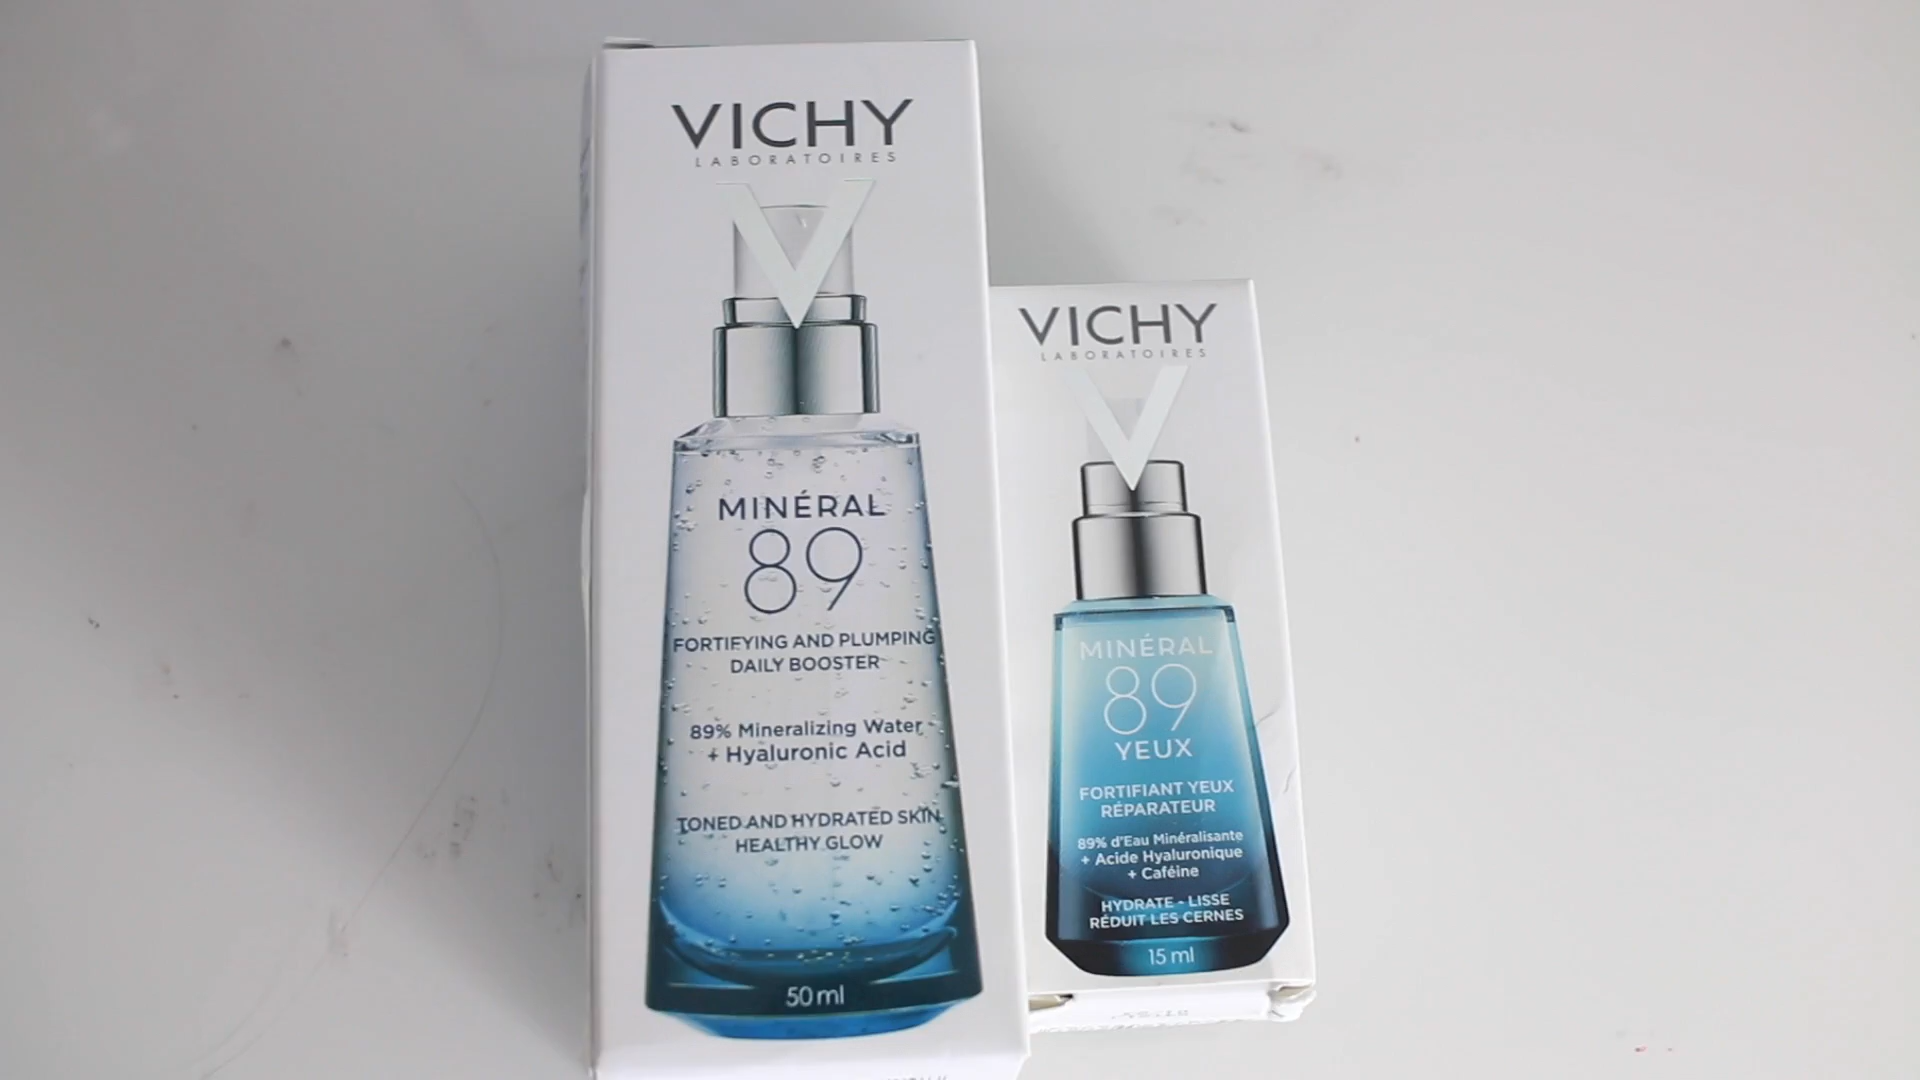 VICHY
LABORATOIRES
MINÉRAL
89
FORTIFYING AND PLUMPING
DAILY BOOSTER
89% Mineralizing Water
+ Hyaluronic Acid
TONED AND HYDRATED SKIN
HEALTHY GLOW
50 ml
VICHY
LABORATOIRES
MINÉRAL
89
YEUX
FORTIFIANT YEUX
RÉPARATEUR
89% d'Eau Minéralisante
+ Acide Hyaluronique
+ Caféine
HYDRATE - LISSE
RÉDUIT LES CERNES
15 ml